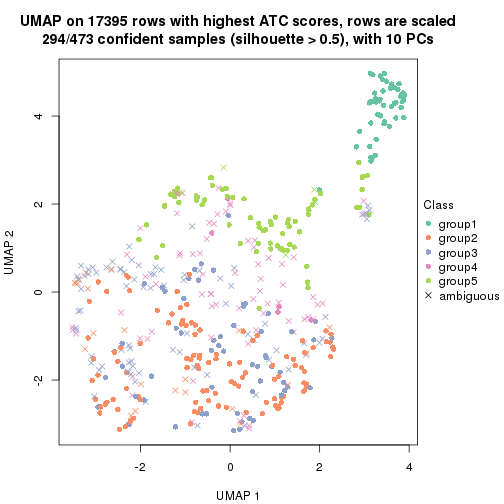 UMAP on 17395 rows with highest ATC scores, rows are scaled
294/473 confident samples (silhouette > 0.5), with 10 PCs
4
2
0
-2
UMAP 2
-2
0
2
4
UMAP 1
Class
group1
group2
group3
group4
group5
ambiguous